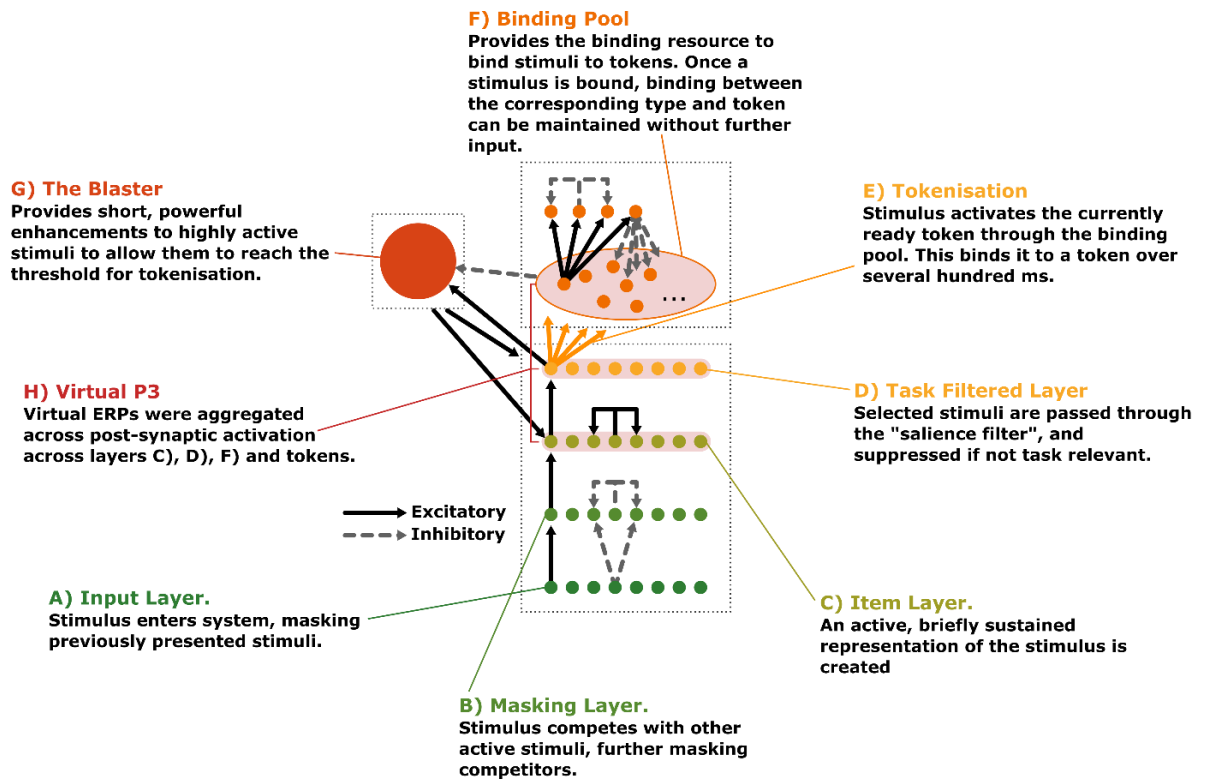 F) Binding Pool
Provides the binding resource to
bind stimuli to tokens. Once a
stimulus is bound, binding between
the corresponding type and token
can be maintained without further
input.
G) The Blaster
Provides short, powerful
enhancements to highly active
stimuli to allow them to reach the
threshold for tokenisation.
E) Tokenisation
Stimulus activates the currently
ready token through the binding
pool. This binds it to a token over
several hundred ms.
...
H) Virtual P3
Virtual ERPs were aggregated
across post-synaptic activation
across layers C), D), F) and tokens.
D) Task Filtered Layer
Selected stimuli are passed through
the "salience filter", and
suppressed if not task relevant.
Excitatory
Inhibitory
A) Input Layer.
Stimulus enters system, masking
previously presented stimuli.
C) Item Layer.
An active, briefly sustained
representation of the stimulus is
created
B) Masking Layer.
Stimulus competes with other
active stimuli, further masking
competitors.